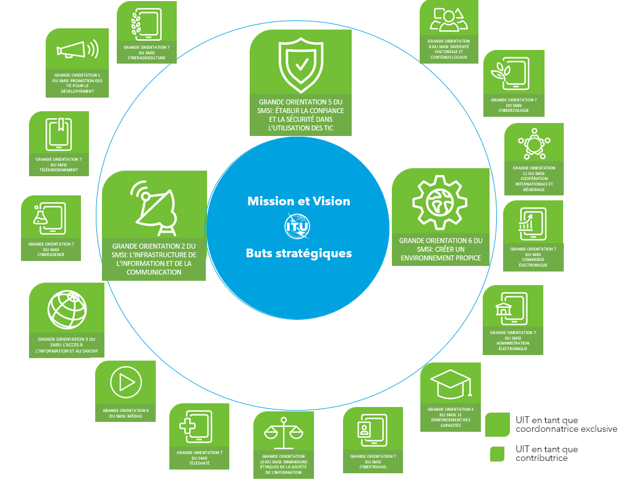 GRANDE ORIENTATION 7
DU SMSI
CYBERAGRICULTURE
GRANDE ORIENTATION
8 DU SMSI: DIVERSITÉ
CULTURELLE ET
CONTENUS LOCAUX
GRANDE ORIENTATION 1
DU SMSI: PROMOTION DES
TIC POUR LE
DÉVELOPPEMENT
GRANDE ORIENTATION 5 DU
SMSI: ÉTABLIR LA CONFIANCE
ET LA SÉCURITÉ DANS
L'UTILISATION DES TIC
GRANDE ORIENTATION 7
DU SMSI
CYBERÉCOLOGIE
GRANDE ORIENTATION 7
DU SMSI
TÉLÉENSEIGNEMENT
GRANDE ORIENTATION
11 DU SMSI:
COOPÉRATION
INTERNATIONALE ET
RÉGIONALE
Mission et Vision
ITU
Buts stratégiques
GRANDE ORIENTATION 2 DU
SMSI: L'INFRASTRUCTURE DE
L'INFORMATION ET DE LA
COMMUNICATION
GRANDE ORIENTATION 6 DU
SMSI: CRÉER UN
ENVIRONNEMENT PROPICE
GRANDE ORIENTATION 7
DU SMSI
CYBERSCIENCE
GRANDE ORIENTATION 7
DU SMSI
COMMERCE
ÉLECTRONIQUE
GRANDE ORIENTATION 3 DU
SMSI: L'ACCÈS À
L'INFORMATION ET AU SAVOIR
GRANDE ORIENTATION 7
DU SMSI
ADMINISTRATION
ÉLECTRONIQUE
GRANDE ORIENTATION 9
DU SMSI: MÉDIAS
GRANDE ORIENTATION 4
DU SMSI: LE
RENFORCEMENT DES
CAPACITÉS
GRANDE ORIENTATION 7
DU SMSI
TÉLÉSANTÉ
GRANDE ORIENTATION
10 DU SMSI: DIMENSIONS
ÉTHIQUES DE LA SOCIÉTÉ
DE L'INFORMATION
GRANDE ORIENTATION 7
DU SMSI
CYBERTRAVAIL
UIT en tant que
coordonnatrice exclusive
UIT en tant que
contributrice